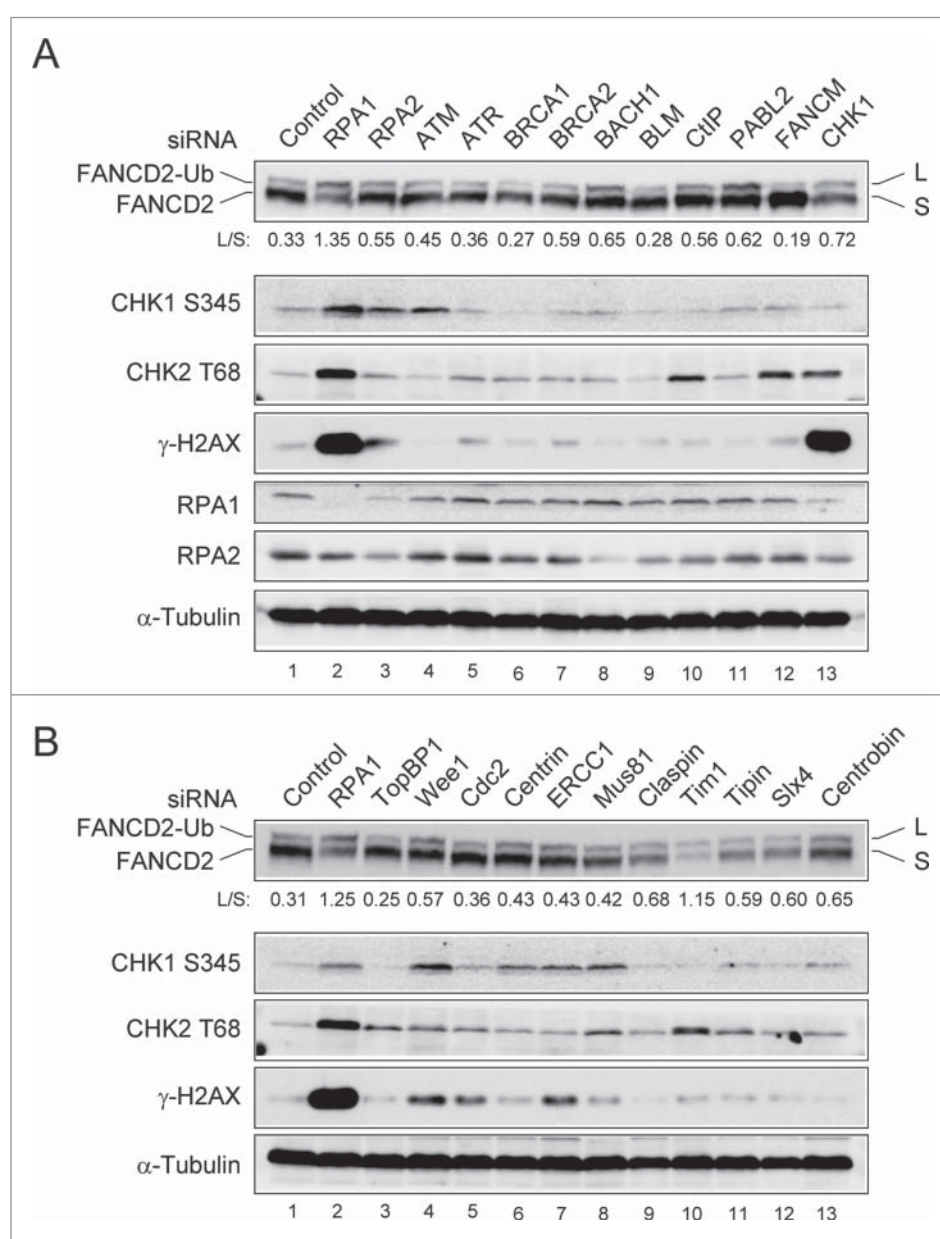 A
siRNA Control RPA1 RPA2 ATM ATR BRCA1 BRCA2 BACH1 BLM CtIP PABL2 FANCM CHK1
FANCD2-Ub L
FANCD2 S
L/S: 0.33 1.35 0.55 0.45 0.36 0.27 0.59 0.65 0.28 0.56 0.62 0.19 0.72
CHK1 S345
CHK2 T68
γ-H2AX
RPA1
RPA2
α-Tubulin
1 2 3 4 5 6 7 8 9 10 11 12 13
B
siRNA Control RPA1 TopBP1 Wee1 Cdc2 Centrin ERCC1 Mus81 Claspin Tim1 Tipin Slx4 Centrobin
FANCD2-Ub L
FANCD2 S
L/S: 0.31 1.25 0.25 0.57 0.36 0.43 0.43 0.42 0.68 1.15 0.59 0.60 0.65
CHK1 S345
CHK2 T68
γ-H2AX
α-Tubulin
1 2 3 4 5 6 7 8 9 10 11 12 13